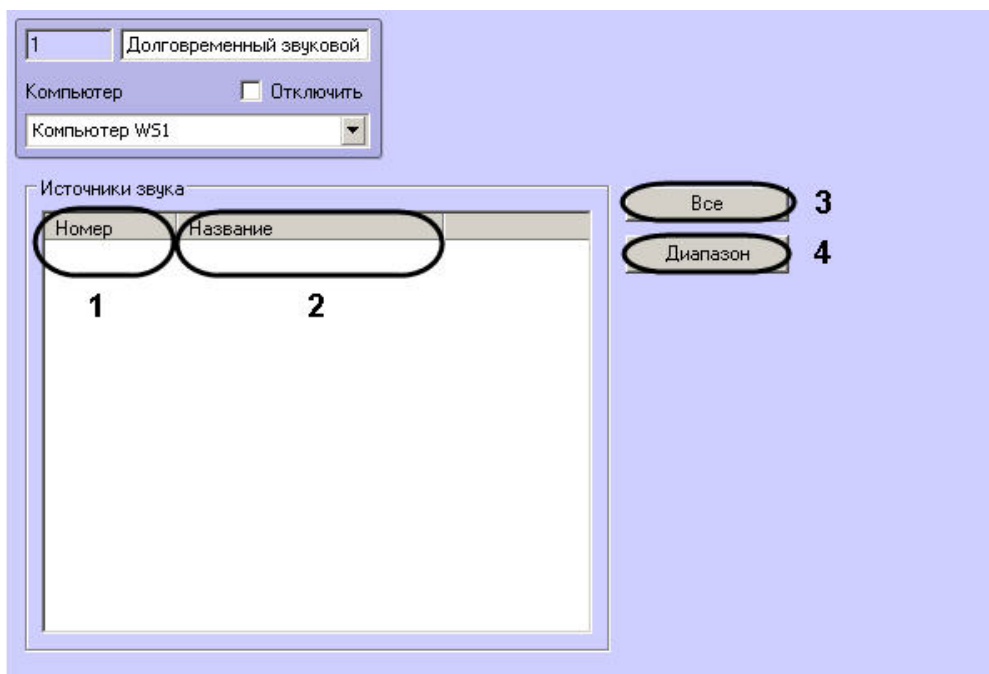 1 Долговременный звуковой
Компьютер Отключить
Компьютер WS1
Источники звука
Номер Название
Все 3
Диапазон 4
1 2